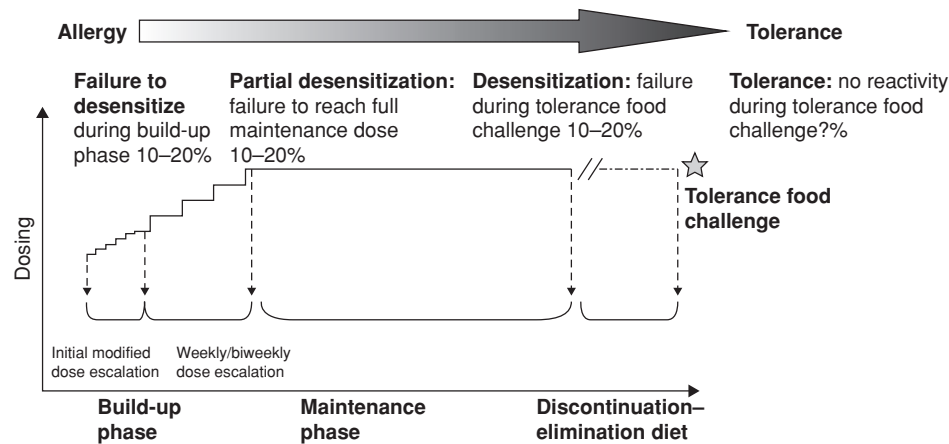 Allergy
Tolerance
Failure to
desensitize
during build-up
phase 10–20%
Partial desensitization:
failure to reach full
maintenance dose
10–20%
Desensitization: failure
during tolerance food
challenge 10–20%
Tolerance: no reactivity
during tolerance food
challenge?%
Tolerance food
challenge
Dosing
Initial modified
dose escalation
Weekly/biweekly
dose escalation
Build-up
phase
Maintenance
phase
Discontinuation–
elimination diet